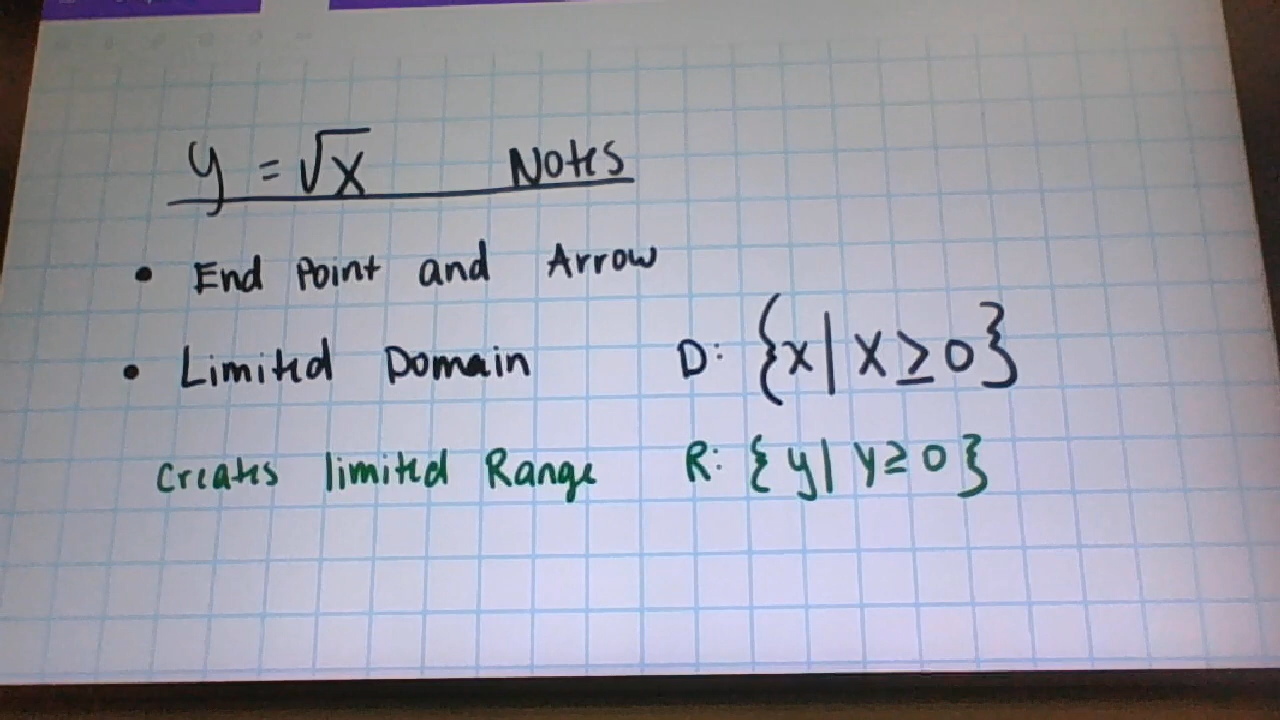 y = √x Notes
• End Point and Arrow
• Limited Domain D: {x | x ≥ 0}
Creates limited Range R: {y | y ≥ 0}